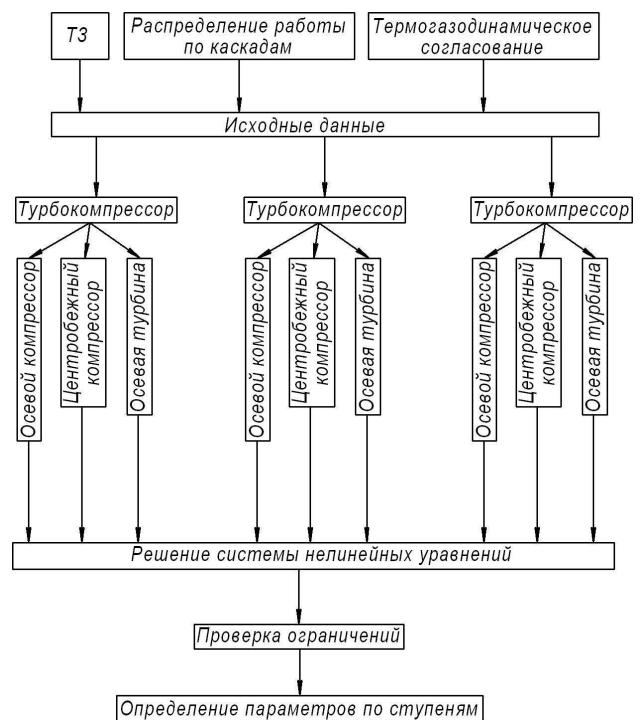 ТЗ
Распределение работы
по каскадам
Термогазодинамическое
согласование
Исходные данные
Турбокомпрессор
Турбокомпрессор
Турбокомпрессор
Осевой компрессор
Центробежный
компрессор
Осевая турбина
Осевой компрессор
Центробежный
компрессор
Осевая турбина
Осевой компрессор
Центробежный
компрессор
Осевая турбина
Решение системы нелинейных уравнений
Проверка ограничений
Определение параметров по ступеням